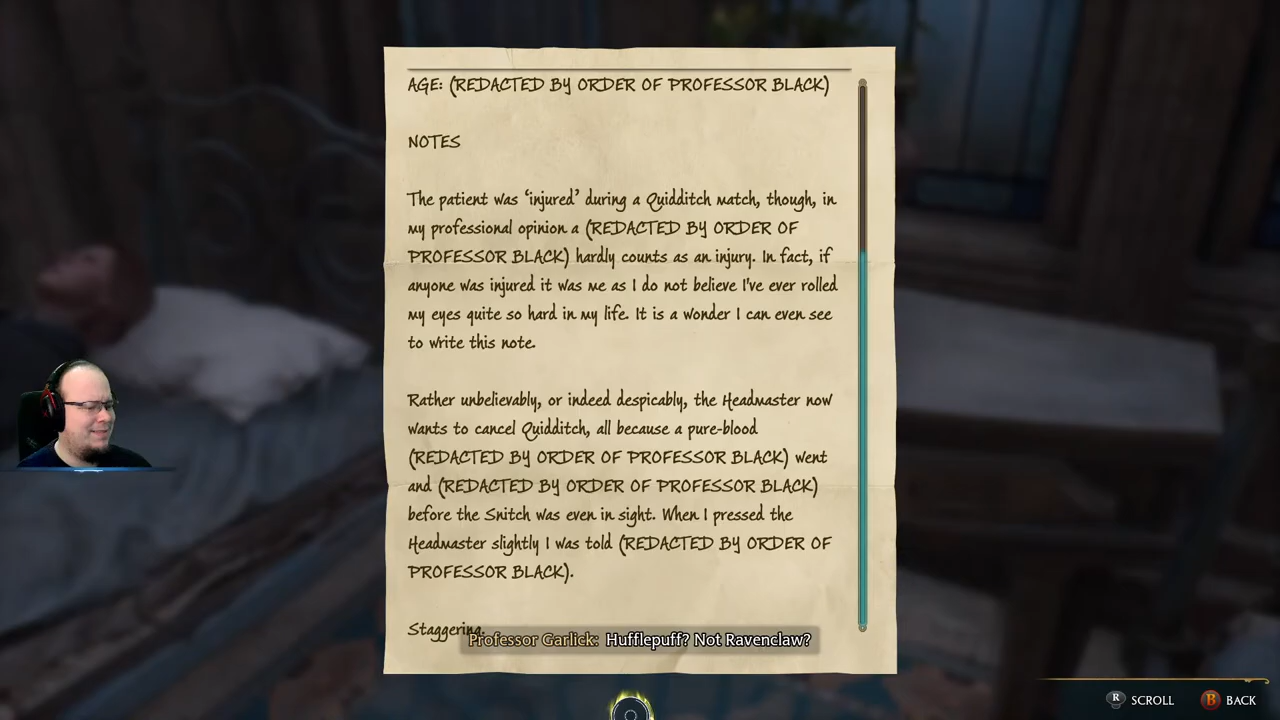 AGE: (REDACTED BY ORDER OF PROFESSOR BLACK)
NOTES
The patient was ‘injured’ during a Quidditch match, though, in
my professional opinion a (REDACTED BY ORDER OF
PROFESSOR BLACK) hardly counts as an injury. In fact, if
anyone was injured it was me as I do not believe I've ever rolled
my eyes quite so hard in my life. It is a wonder I can even see
to write this note.
Rather unbelievably, or indeed despicably, the Headmaster now
wants to cancel Quidditch, all because a pure-blood
(REDACTED BY ORDER OF PROFESSOR BLACK) went
and (REDACTED BY ORDER OF PROFESSOR BLACK)
before the Snitch was even in sight. When I pressed the
Headmaster slightly I was told (REDACTED BY ORDER OF
PROFESSOR BLACK).
Staggering.
Professor Garlick: Hufflepuff? Not Ravenclaw?
R SCROLL B BACK